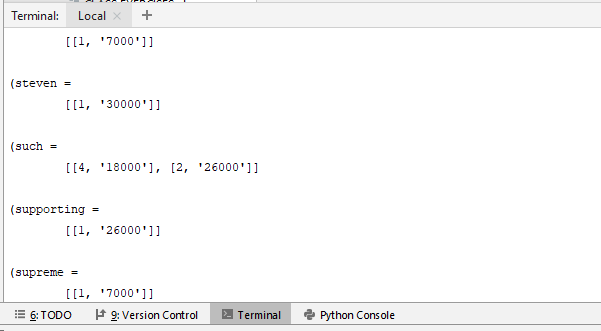 Terminal: Local × +
[[1, '7000']]
(steven =
[[1, '30000']]
(such =
[[4, '18000'], [2, '26000']]
(supporting =
[[1, '26000']]
(supreme =
[[1, '7000']]
6: TODO 9: Version Control Terminal Python Console